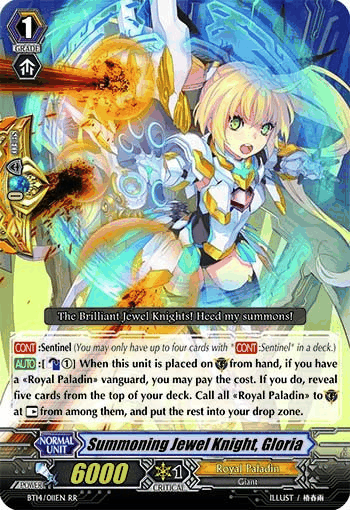 1
GRADE
SHIELD
0
The Brilliant Jewel Knights! Heed my summons!
CONT :Sentinel (You may only have up to four cards with "CONT:Sentinel" in a deck.)
AUTO :[ 1] When this unit is placed on G from hand, if you have
a «Royal Paladin» vanguard, you may pay the cost. If you do, reveal
five cards from the top of your deck. Call all «Royal Paladin» to G
at from among them, and put the rest into your drop zone.
NORMAL UNIT
Summoning Jewel Knight, Gloria
POWER 6000
1
CRITICAL
Royal Paladin
Giant
BT14/011EN RR
ILLUST / 椿春雨